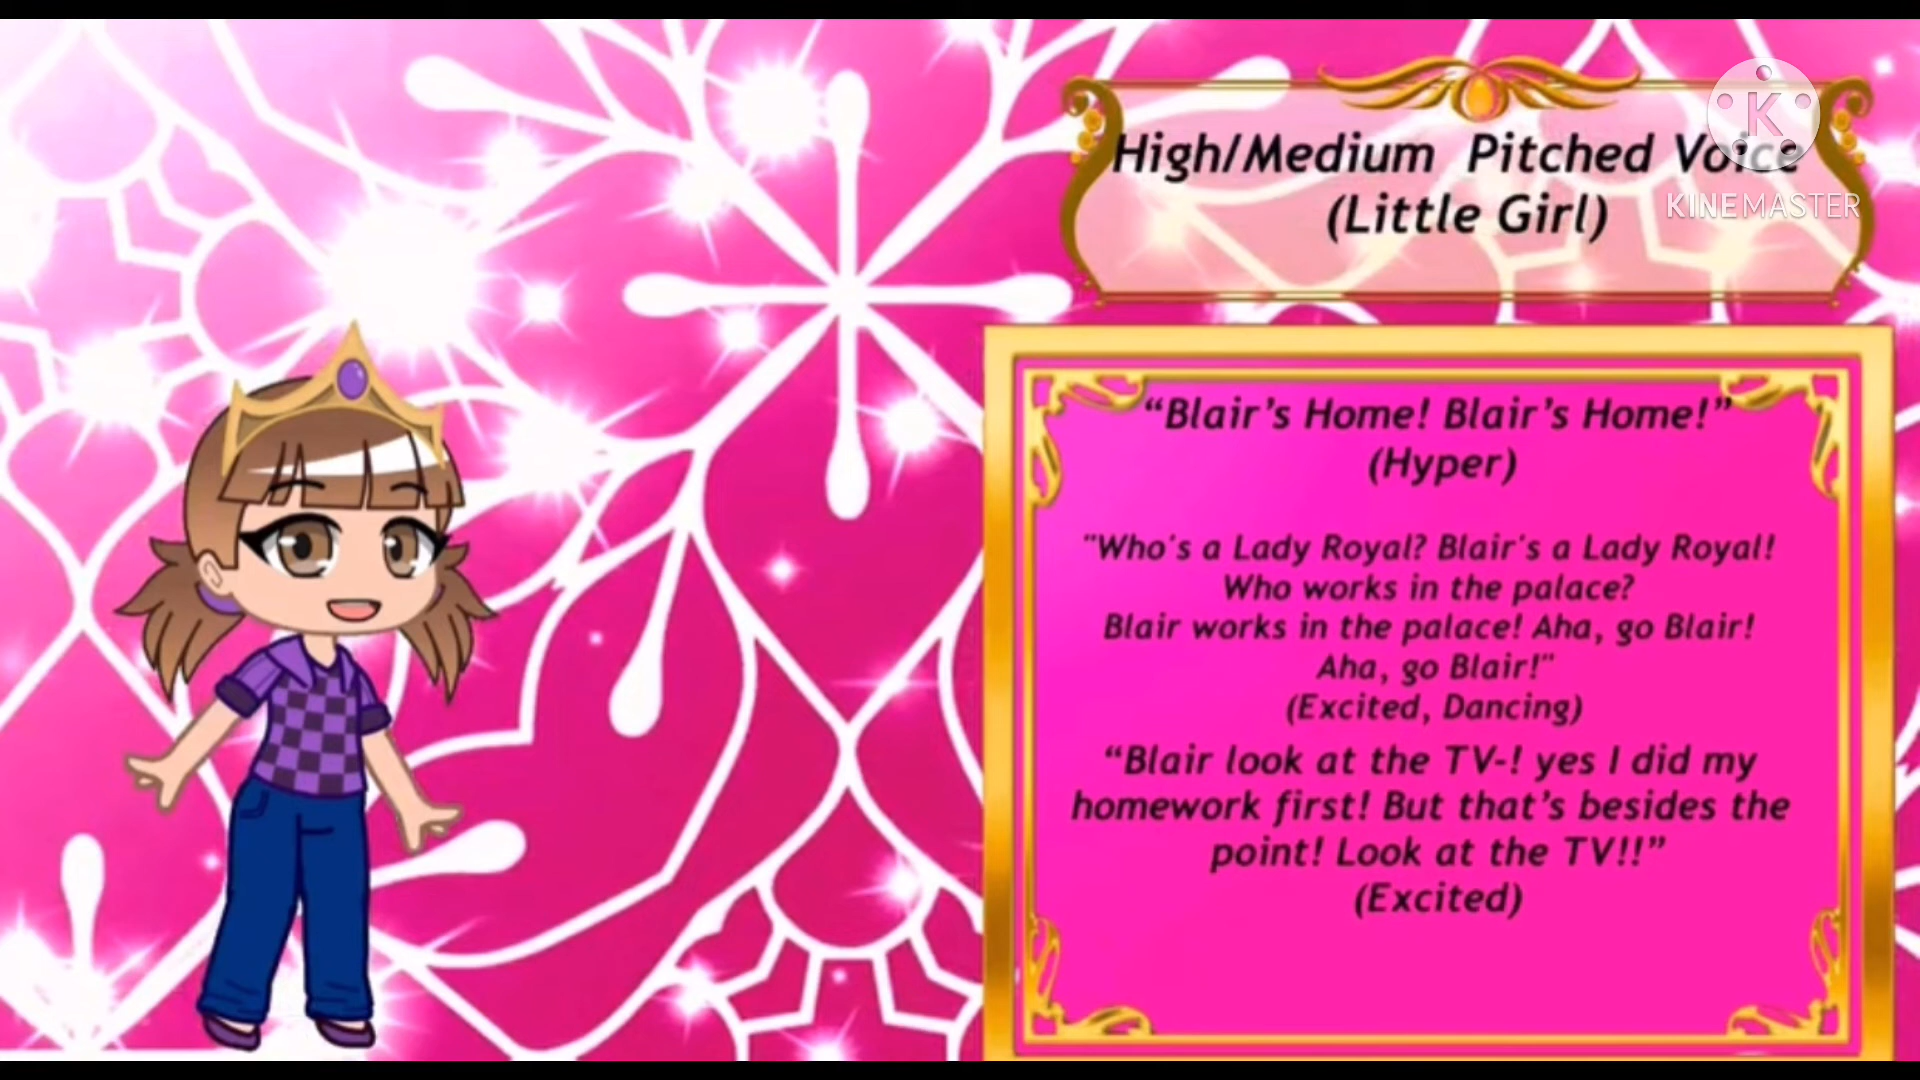 High/Medium Pitched Voice
(Little Girl)
K
KINEMASTER
“Blair’s Home! Blair’s Home!”
(Hyper)
"Who's a Lady Royal? Blair's a Lady Royal!
Who works in the palace?
Blair works in the palace! Aha, go Blair!
Aha, go Blair!"
(Excited, Dancing)
“Blair look at the TV-! yes I did my
homework first! But that’s besides the
point! Look at the TV!!”
(Excited)